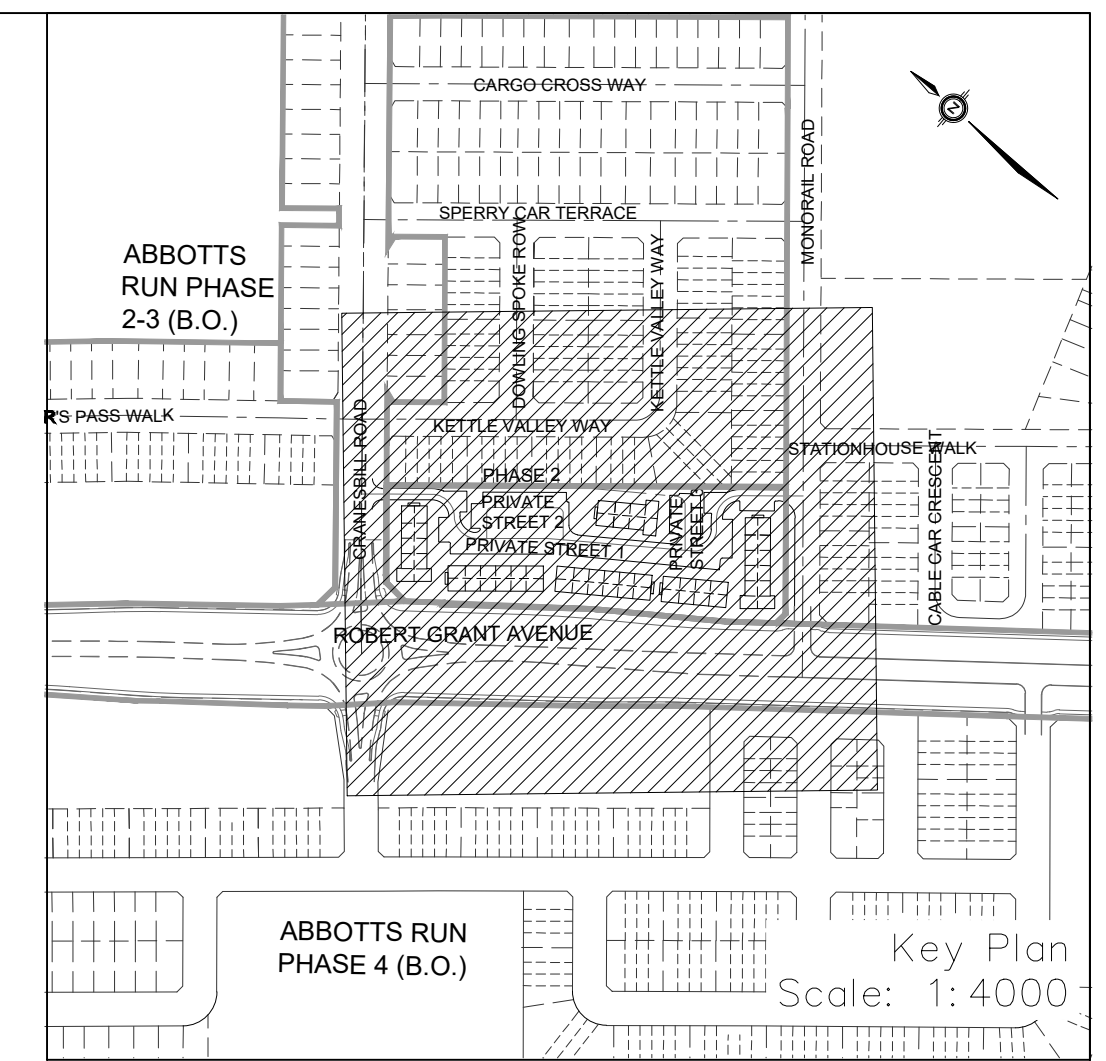 CARGO CROSS WAY
N
MONORAIL ROAD
SPERRY CAR TERRACE
DOWLING SPOKE ROW
KETTLE VALLEY WAY
ABBOTTS
RUN PHASE
2-3 (B.O.)
R'S PASS WALK
CRANESBILL ROAD
KETTLE VALLEY WAY
STATIONHOUSE WALK
CABLE CAR CRESCENT
PHASE 2
PRIVATE
STREET 2
PRIVATE
STREET 3
PRIVATE STREET 1
ROBERT GRANT AVENUE
ABBOTTS RUN
PHASE 4 (B.O.)
Key Plan
Scale: 1:4000